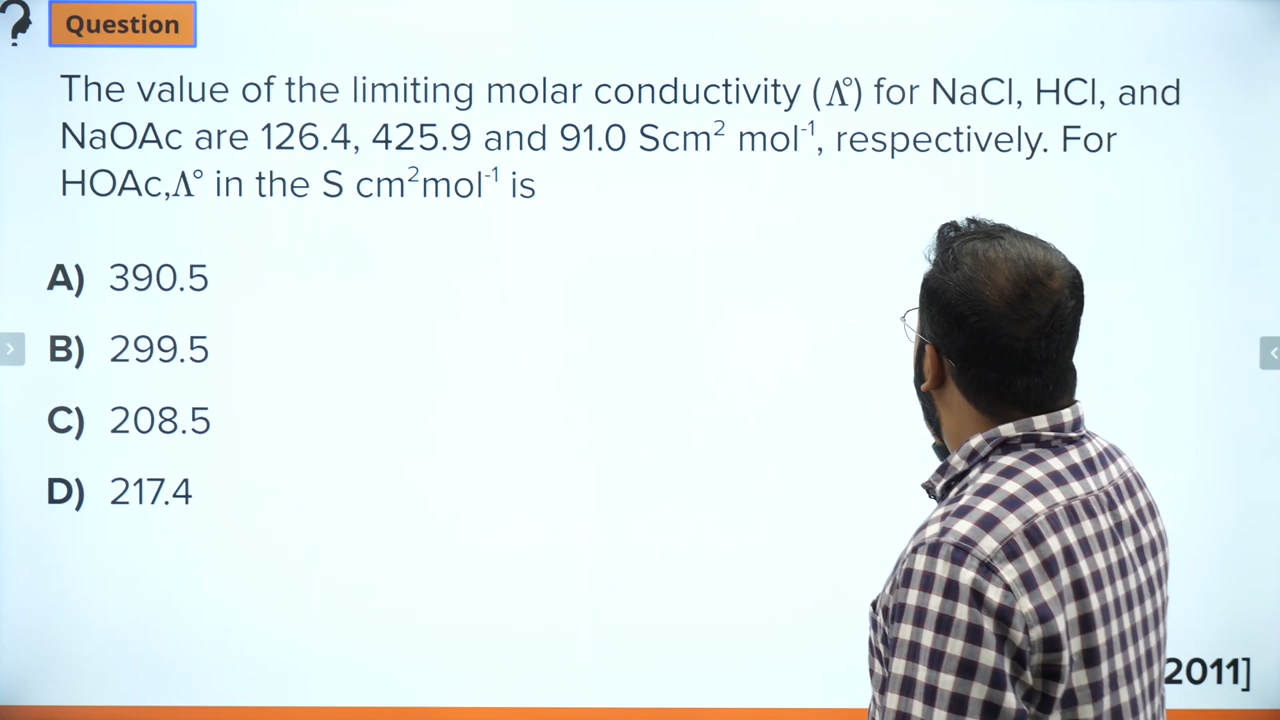 Question
The value of the limiting molar conductivity (Λ°) for NaCl, HCl, and
NaOAc are 126.4, 425.9 and 91.0 Scm² mol⁻¹, respectively. For
HOAc,Λ° in the S cm²mol⁻¹ is
A) 390.5
B) 299.5
C) 208.5
D) 217.4
2011]